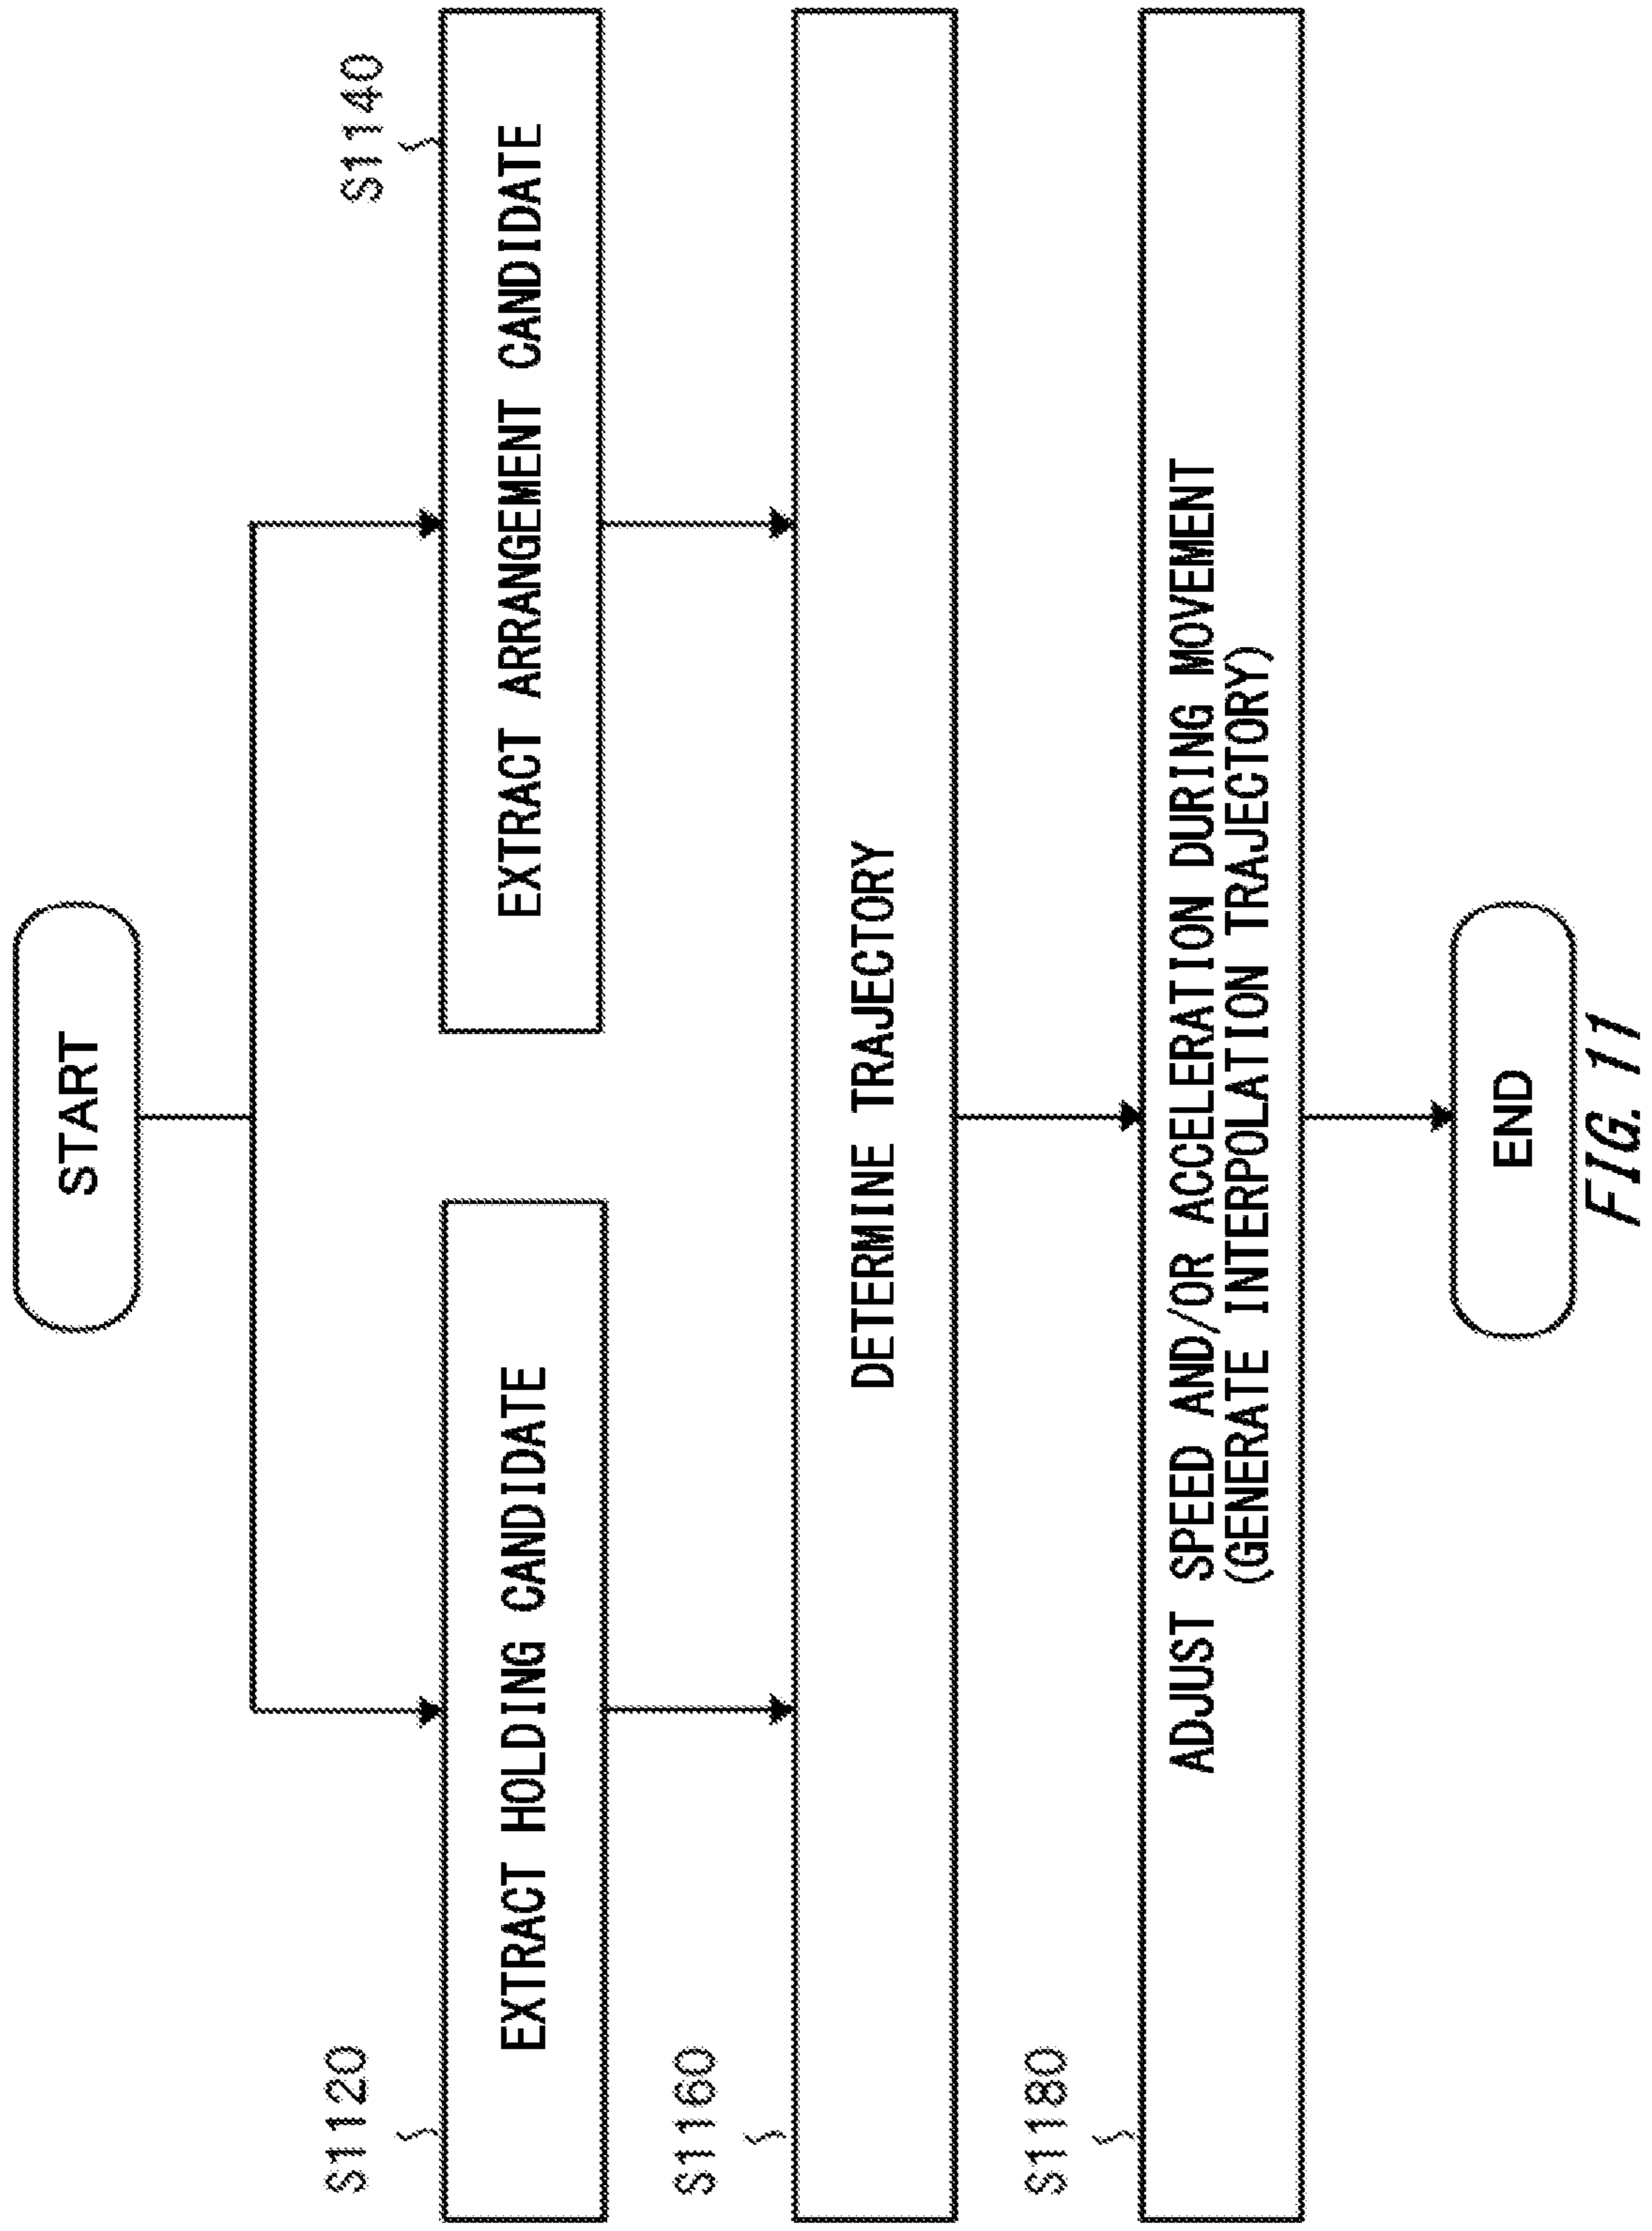 START
S1120
S1140
EXTRACT HOLDING CANDIDATE
EXTRACT ARRANGEMENT CANDIDATE
S1160
DETERMINE TRAJECTORY
S1180
ADJUST SPEED AND/OR ACCELERATION DURING MOVEMENT
(GENERATE INTERPOLATION TRAJECTORY)
END
FIG. 11